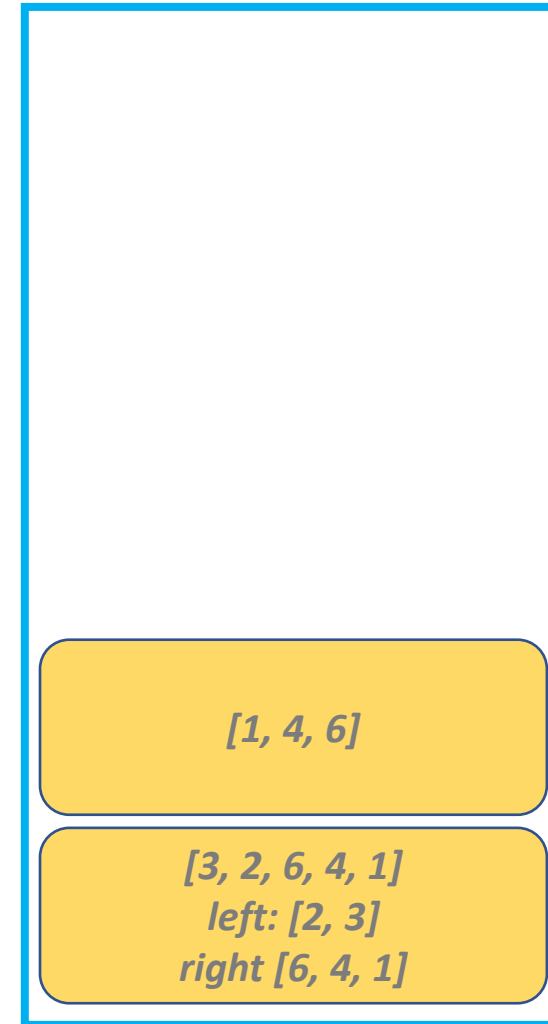 [1, 4, 6]
[3, 2, 6, 4, 1]
left: [2, 3]
right [6, 4, 1]